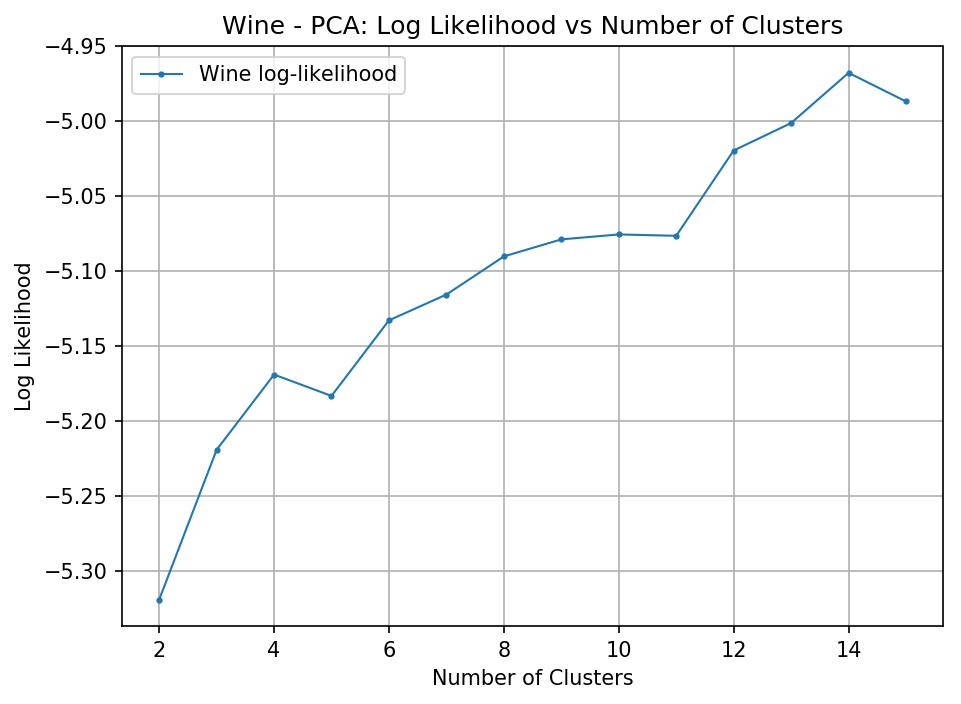 Wine - PCA: Log Likelihood vs Number of Clusters
Wine log-likelihood
Log Likelihood
−4.95
−5.00
−5.05
−5.10
−5.15
−5.20
−5.25
−5.30
2 4 6 8 10 12 14
Number of Clusters